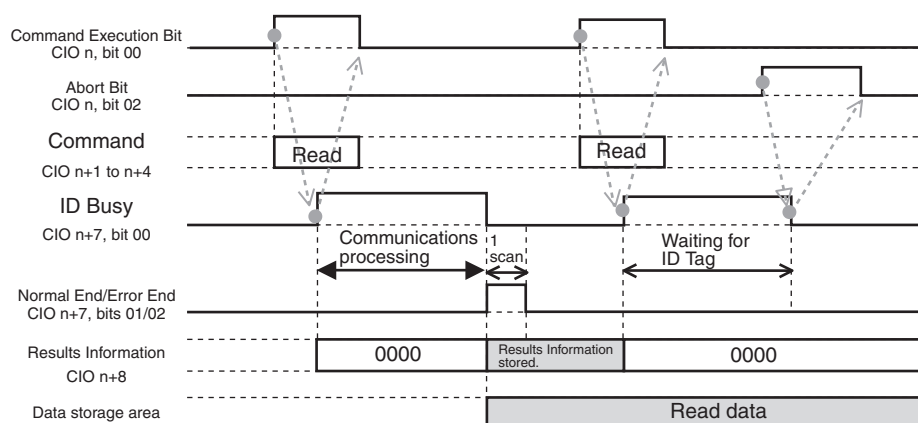 Command Execution Bit
CIO n, bit 00
Abort Bit
CIO n, bit 02
Command
CIO n+1 to n+4
Read
Read
ID Busy
CIO n+7, bit 00
Communications
processing
1
scan
Waiting for
ID Tag
Normal End/Error End
CIO n+7, bits 01/02
Results Information
CIO n+8
0000
Results Information
stored.
0000
Data storage area
Read data